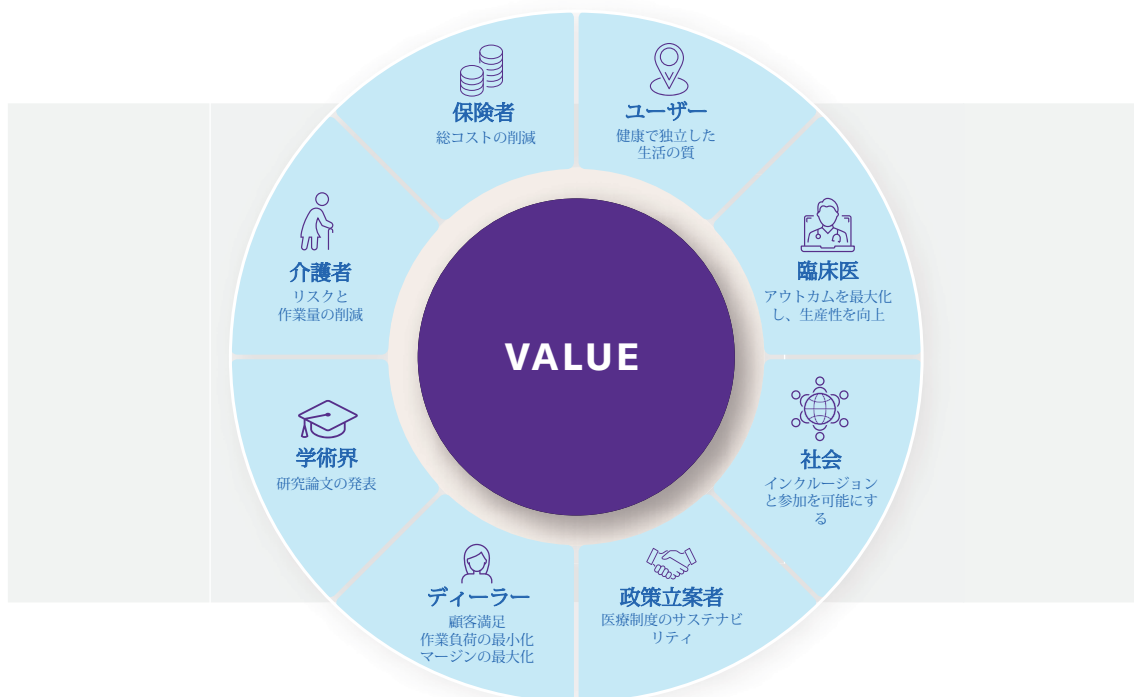 保険者
総コストの削減
ユーザー
健康で独立した
生活の質
介護者
リスクと
作業量の削減
臨床医
アウトカムを最大化
し、生産性を向上
VALUE
学術界
研究論文の発表
社会
インクルージョン
と参加を可能にす
る
ディーラー
顧客満足
作業負荷の最小化
マージンの最大化
政策立案者
医療制度のサステナビ
リティ